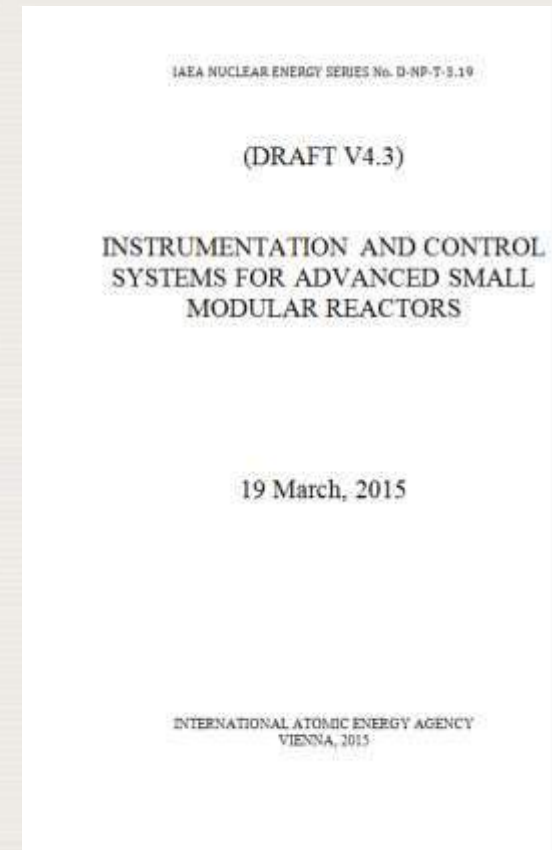 IAEA NUCLEAR ENERGY SERIES No. D-NP-T-3.19
(DRAFT V4.3)
INSTRUMENTATION AND CONTROL
SYSTEMS FOR ADVANCED SMALL
MODULAR REACTORS
19 March, 2015
INTERNATIONAL ATOMIC ENERGY AGENCY
VIENNA, 2015